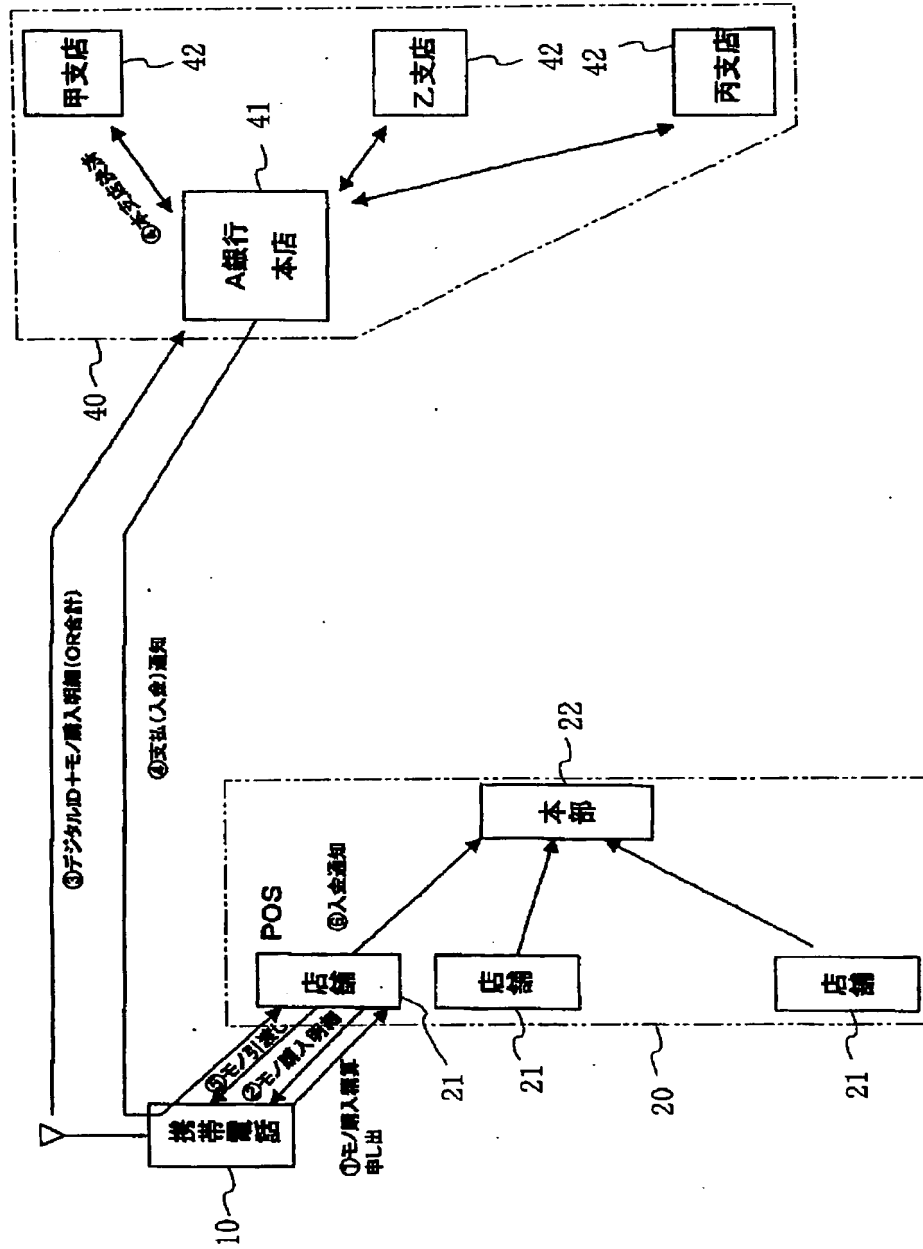 ③デジタルID+モノ購入明細(OR合計)
④支払(入金)通知
携帯
電話
10
①モノ購入精算
申し出
②モノ購入明細
⑤モノ引渡し
POS
⑥入金通知
店舗
21
店舗
21
店舗
21
20
本部
22
40
A銀行
本店
41
④本支店決済
甲支店
42
乙支店
42
丙支店
42